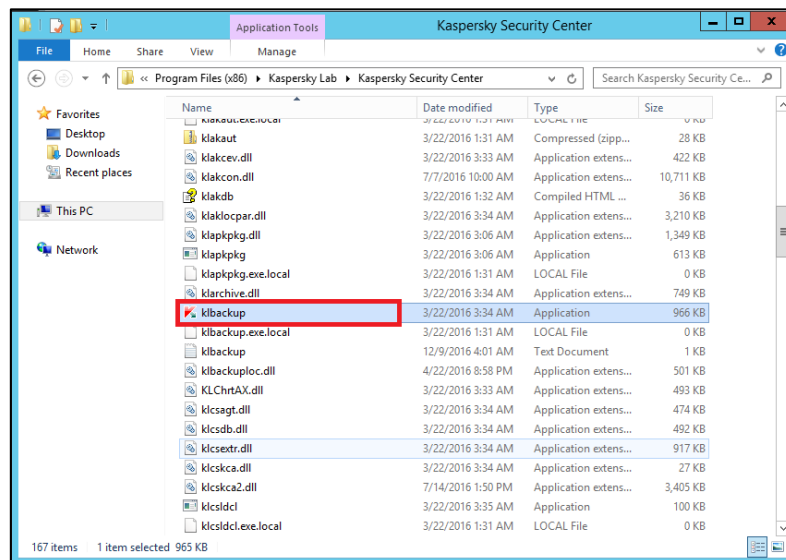 Application Tools
Kaspersky Security Center
File Home Share View Manage
« Program Files (x86) Kaspersky Lab Kaspersky Security Center
Search Kaspersky Security Ce...
Favorites
Desktop
Downloads
Recent places
This PC
Network
Name Date modified Type Size
klakaut.exe.local 3/22/2016 1:31 AM LOCAL File 0 KB
klakaut 3/22/2016 1:31 AM Compressed (zipp... 28 KB
klakcev.dll 3/22/2016 3:33 AM Application extens... 422 KB
klakcon.dll 7/7/2016 10:00 AM Application extens... 10,711 KB
klakdb 3/22/2016 1:32 AM Compiled HTML ... 36 KB
klaklocpar.dll 3/22/2016 3:34 AM Application extens... 3,210 KB
klapkpkg.dll 3/22/2016 3:06 AM Application extens... 1,349 KB
klapkpkg 3/22/2016 3:06 AM Application 613 KB
klapkpkg.exe.local 3/22/2016 1:31 AM LOCAL File 0 KB
klarchive.dll 3/22/2016 3:34 AM Application extens... 749 KB
klbackup 3/22/2016 3:34 AM Application 966 KB
klbackup.exe.local 3/22/2016 1:31 AM LOCAL File 0 KB
klbackup 12/9/2016 4:01 AM Text Document 1 KB
klbackuploc.dll 4/22/2016 8:58 PM Application extens... 501 KB
KLChrtAX.dll 3/22/2016 3:33 AM Application extens... 493 KB
klcsagt.dll 3/22/2016 3:34 AM Application extens... 474 KB
klcsdb.dll 3/22/2016 3:34 AM Application extens... 492 KB
klcsextr.dll 3/22/2016 3:34 AM Application extens... 917 KB
klcskca.dll 3/22/2016 3:34 AM Application extens... 27 KB
klcskca2.dll 7/14/2016 1:50 PM Application extens... 3,405 KB
klcsldcl 3/22/2016 3:35 AM Application 100 KB
klcsldcl.exe.local 3/22/2016 1:31 AM LOCAL File 0 KB
167 items 1 item selected 965 KB